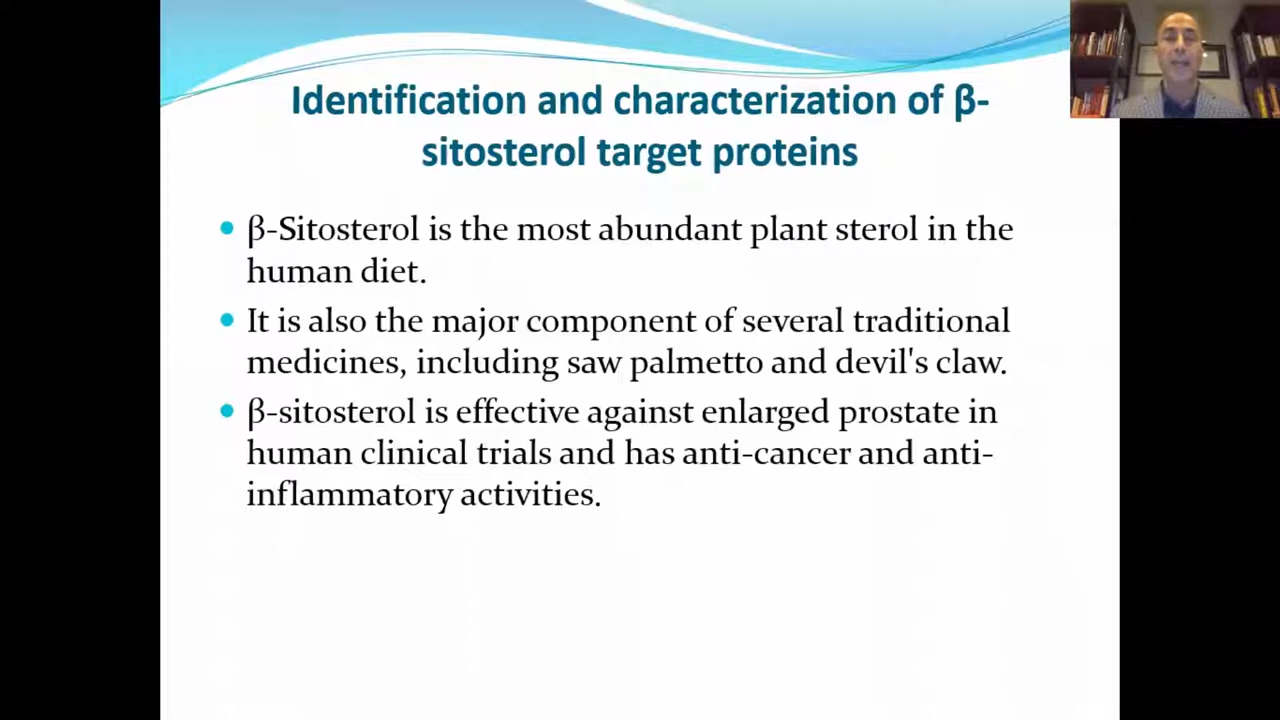 Identification and characterization of β-
sitosterol target proteins
• β-Sitosterol is the most abundant plant sterol in the
human diet.
• It is also the major component of several traditional
medicines, including saw palmetto and devil's claw.
• β-sitosterol is effective against enlarged prostate in
human clinical trials and has anti-cancer and anti-
inflammatory activities.